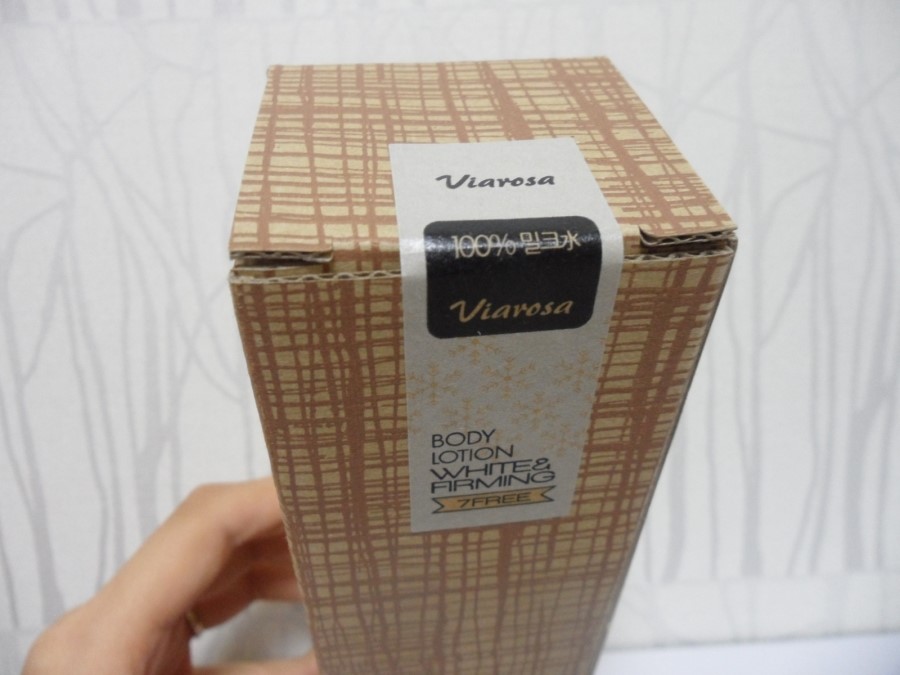 Viarosa
100% 밀크水
Viarosa
BODY
LOTION
WHITE&
FIRMING
7FREE